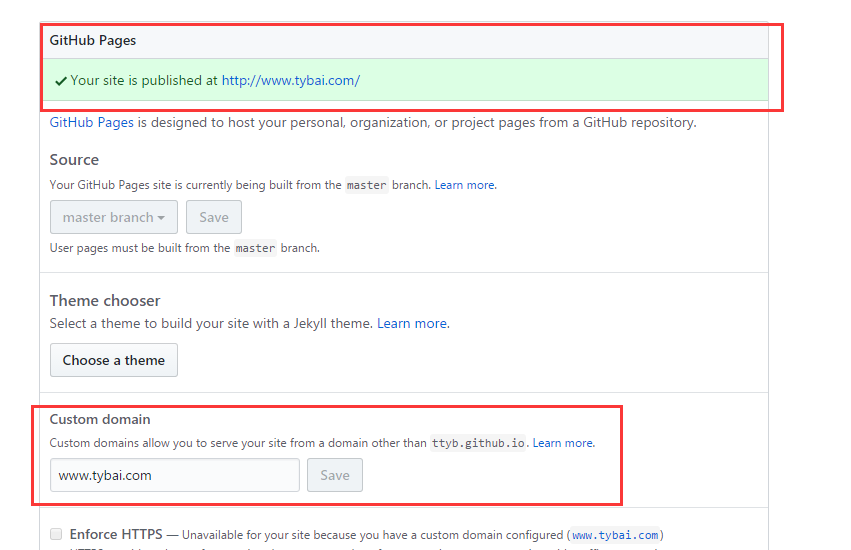 GitHub Pages
Your site is published at http://www.tybai.com/
GitHub Pages is designed to host your personal, organization, or project pages from a GitHub repository.
Source
Your GitHub Pages site is currently being built from the master branch. Learn more.
master branch Save
User pages must be built from the master branch.
Theme chooser
Select a theme to build your site with a Jekyll theme. Learn more.
Choose a theme
Custom domain
Custom domains allow you to serve your site from a domain other than ttyb.github.io. Learn more.
www.tybai.com Save
Enforce HTTPS — Unavailable for your site because you have a custom domain configured (www.tybai.com)